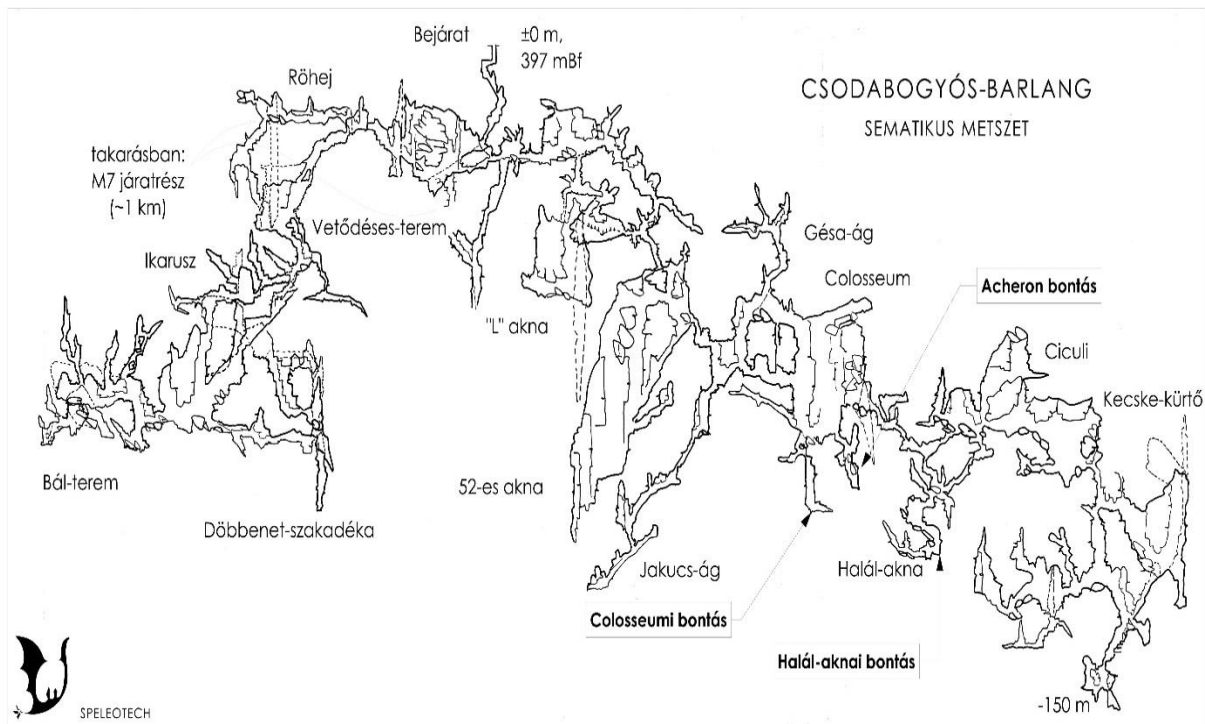 Bejárat
±0 m,
397 mBf
Röhej
CSODABOGYÓS-BARLANG
SEMATIKUS METSZET
takarásban:
M7 járatrész
(~1 km)
Vetődéses-terem
Gésa-ág
Ikarusz
Colosseum
Acheron bontás
"L" akna
Ciculi
Kecske-kürtő
Bál-terem
52-es akna
Döbbenet-szakadéka
Jakucs-ág
Halál-akna
Colosseumi bontás
Halál-aknai bontás
-150 m
SPELEOTECH